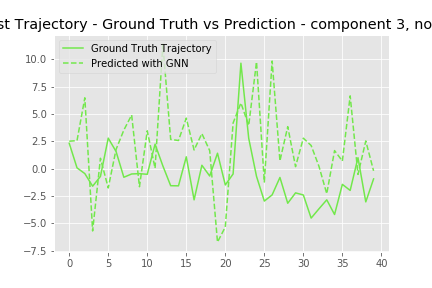 st Trajectory - Ground Truth vs Prediction - component 3, no
Ground Truth Trajectory
Predicted with GNN
10.0
7.5
5.0
2.5
0.0
−2.5
−5.0
−7.5
0 5 10 15 20 25 30 35 40